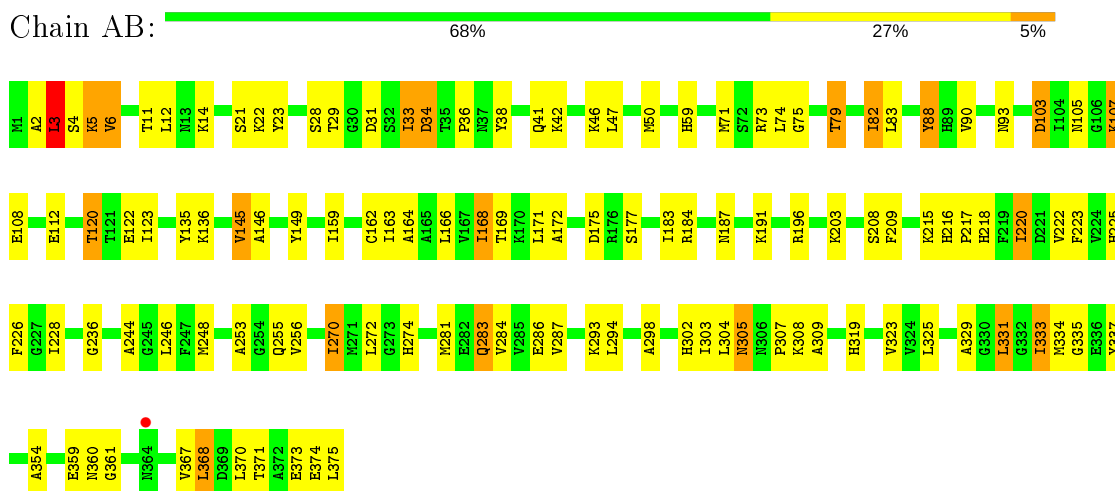 Chain AB:
68% 27% 5%
M1 A2 L3 S4 K5 V6 T11 L12 N13 K14 S21 K22 Y23 S28 T29 G30 D31 S32 I33 D34 T35 P36 N37 Y38 Q41 K42 K46 L47 M50 H59 M71 S72 R73 L74 G75 T79 I82 L83 Y88 H89 V90 N93 D103 I104 N105 G106
E108 E112 T120 T121 E122 I123 Y135 K136 V145 A146 Y149 I159 C162 I163 A164 A165 L166 V167 I168 T169 K170 L171 A172 D175 R176 S177 I183 R184 N187 K191 R196 K203 S208 F209 K215 H216 P217 H218 F219 I220 D221 V222 F223 V224
F226 G227 I228 G236 A244 G245 L246 F247 M248 A253 G254 Q255 V256 I270 M271 L272 G273 H274 M281 E282 Q283 V284 V285 E286 V287 K293 L294 A298 H302 I303 L304 N305 N306 P307 K308 A309 H319 V323 V324 L325 A329 G330 L331 G332 I333 M334 G335 E336
A354 E359 N360 G361 N364 V367 L368 D369 L370 T371 A372 E373 E374 L375